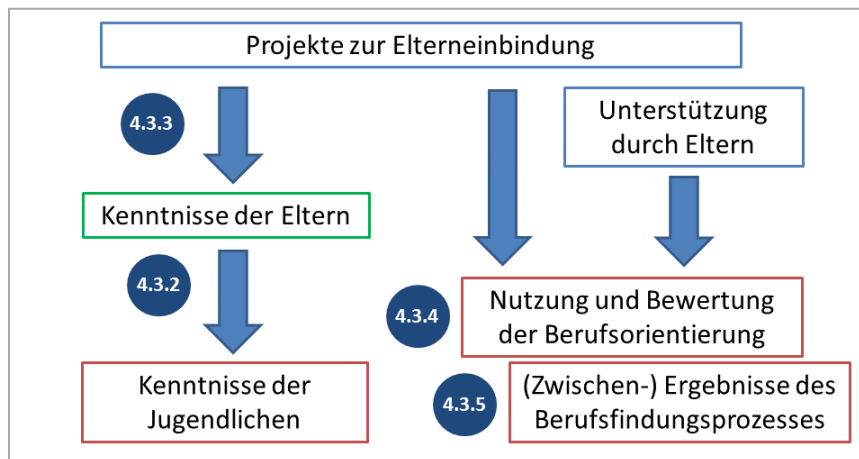 Projekte zur Elterneinbindung
4.3.3
Unterstützung
durch Eltern
Kenntnisse der Eltern
4.3.2
4.3.4
Nutzung und Bewertung
der Berufsorientierung
Kenntnisse der
Jugendlichen
4.3.5
(Zwischen-) Ergebnisse des
Berufsfindungsprozesses